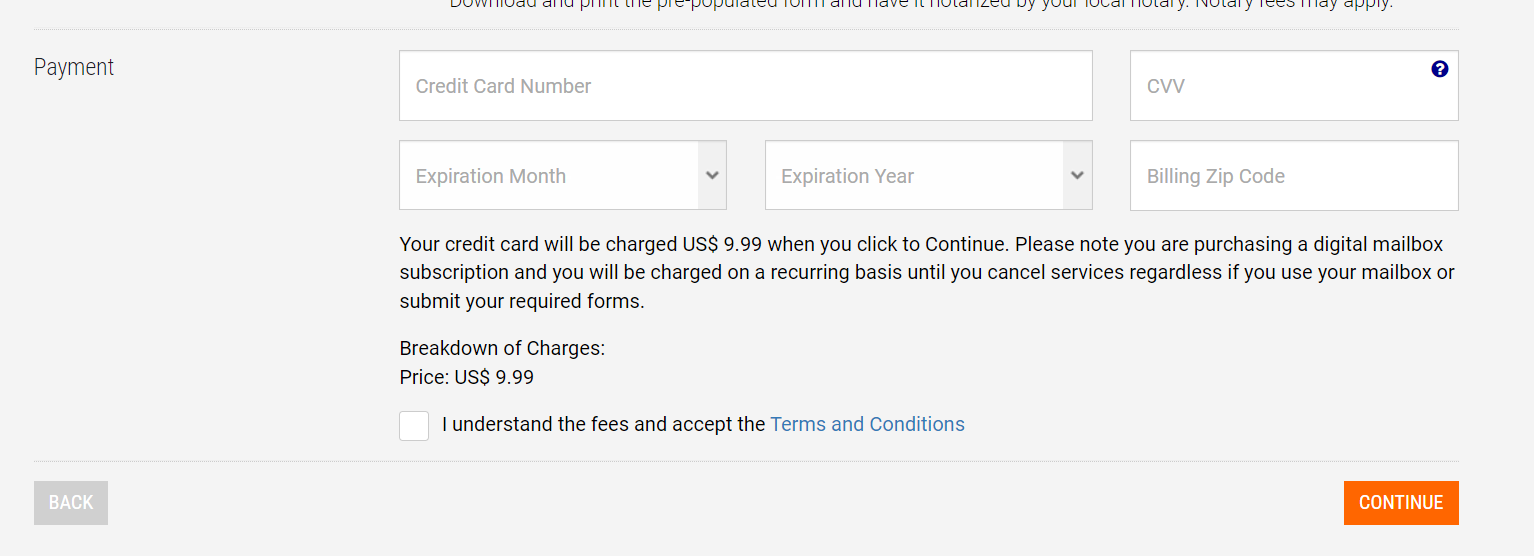 Download and print the pre-populated form and have it notarized by your local notary. Notary fees may apply.
Payment
Credit Card Number
CVV
Expiration Month
Expiration Year
Billing Zip Code
Your credit card will be charged US$ 9.99 when you click to Continue. Please note you are purchasing a digital mailbox
subscription and you will be charged on a recurring basis until you cancel services regardless if you use your mailbox or
submit your required forms.
Breakdown of Charges:
Price: US$ 9.99
I understand the fees and accept the Terms and Conditions
BACK
CONTINUE